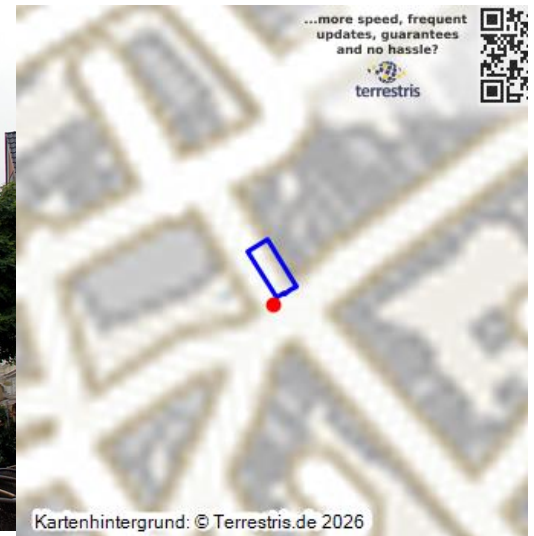 ...more speed, frequent
updates, guarantees
and no hassle?
terrestris
Kartenhintergrund: © Terrestris.de 2026